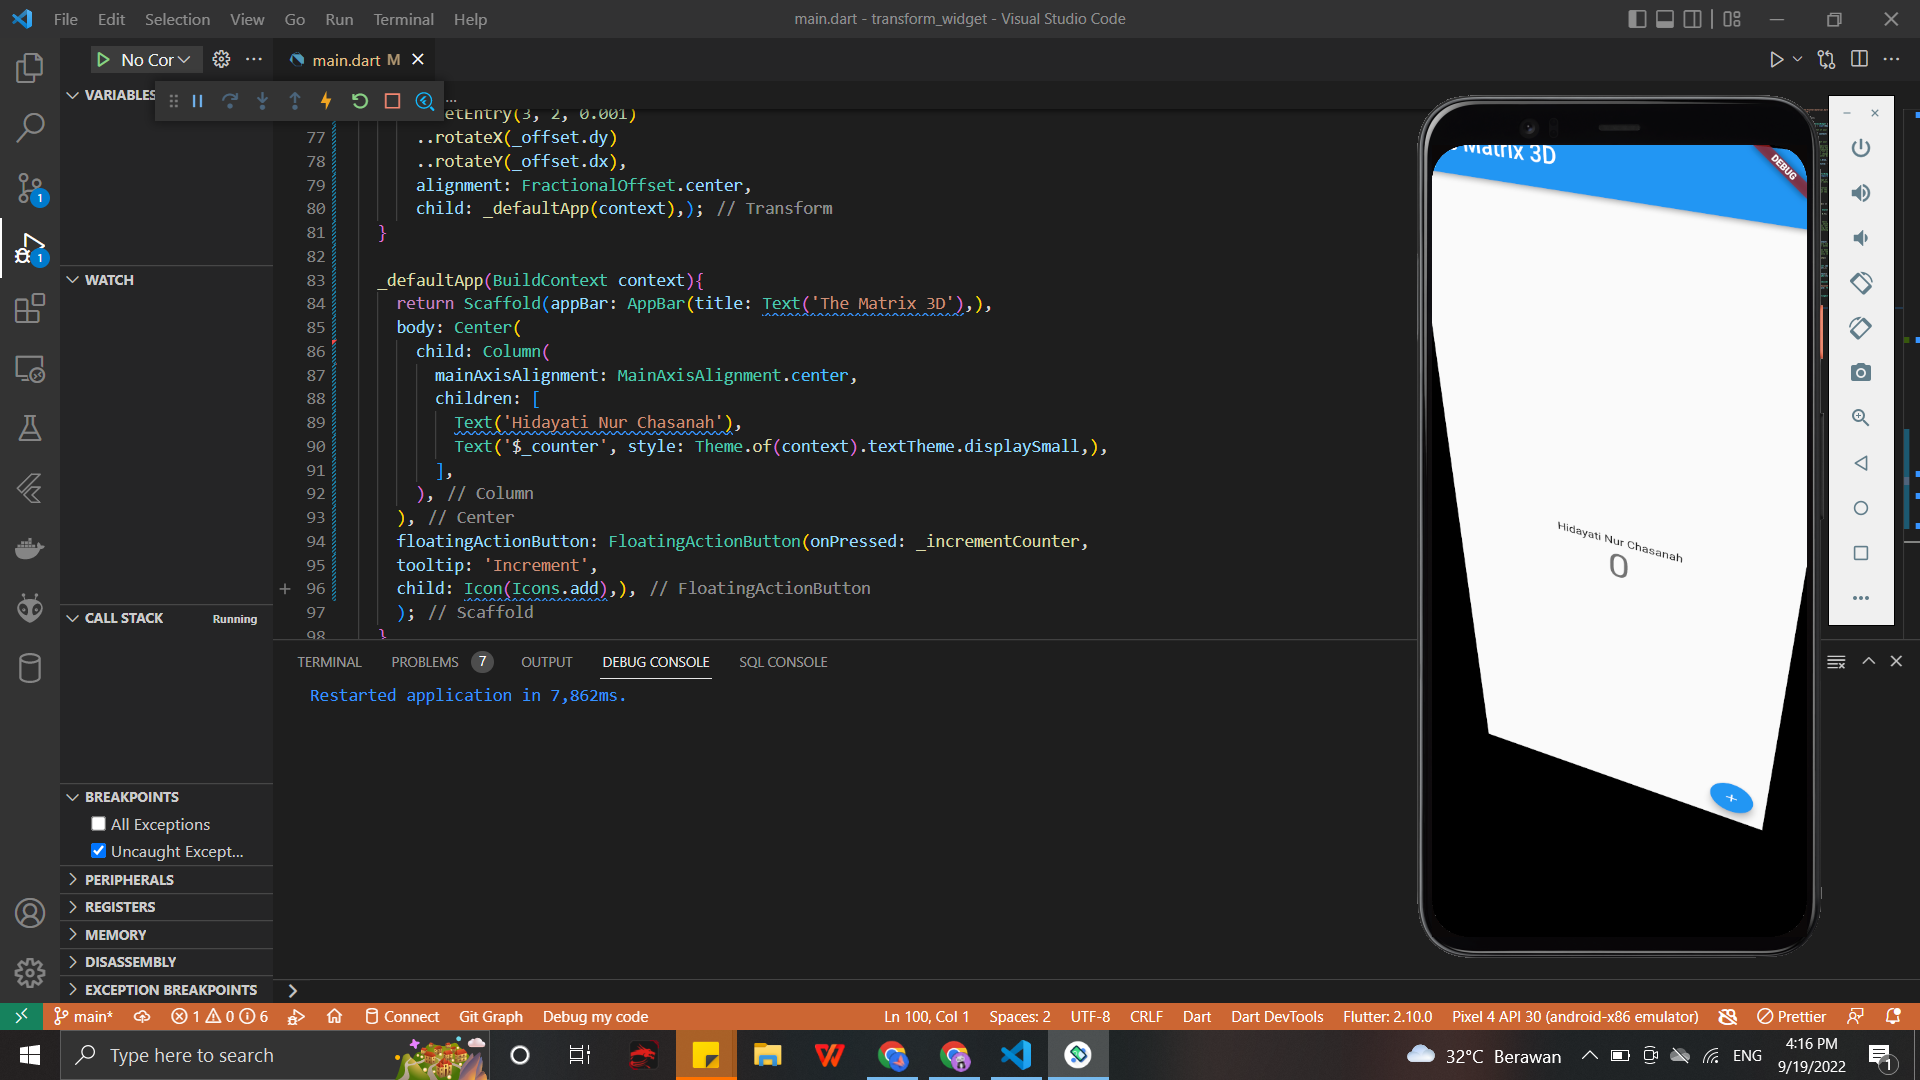 File Edit Selection View Go Run Terminal Help
main.dart - transform_widget - Visual Studio Code
No Cor
main.dart M
VARIABLES
...
etEntry(3, 2, 0.001)
77 ..rotateX(_offset.dy)
78 ..rotateY(_offset.dx),
79 alignment: FractionalOffset.center,
80 child: _defaultApp(context),); // Transform
81 }
82
83 _defaultApp(BuildContext context){
84 return Scaffold(appBar: AppBar(title: Text('The Matrix 3D'),),
85 body: Center(
86 child: Column(
87 mainAxisAlignment: MainAxisAlignment.center,
88 children: [
89 Text('Hidayati Nur Chasanah'),
90 Text('$_counter', style: Theme.of(context).textTheme.displaySmall,),
91 ],
92 ), // Column
93 ), // Center
94 floatingActionButton: FloatingActionButton(onPressed: _incrementCounter,
95 tooltip: 'Increment',
96 child: Icon(Icons.add),), // FloatingActionButton
97 ); // Scaffold
98 }
WATCH
CALL STACK Running
BREAKPOINTS
All Exceptions
Uncaught Except...
PERIPHERALS
REGISTERS
MEMORY
DISASSEMBLY
EXCEPTION BREAKPOINTS
1
1
TERMINAL PROBLEMS 7 OUTPUT DEBUG CONSOLE SQL CONSOLE
Restarted application in 7,862ms.
Matrix 3D
DEBUG
Hidayati Nur Chasanah
0
main* 1 0 6 Connect Git Graph Debug my code
Ln 100, Col 1 Spaces: 2 UTF-8 CRLF Dart Dart DevTools Flutter: 2.10.0 Pixel 4 API 30 (android-x86 emulator) Prettier
Type here to search
32°C Berawan
ENG
4:16 PM
9/19/2022
1